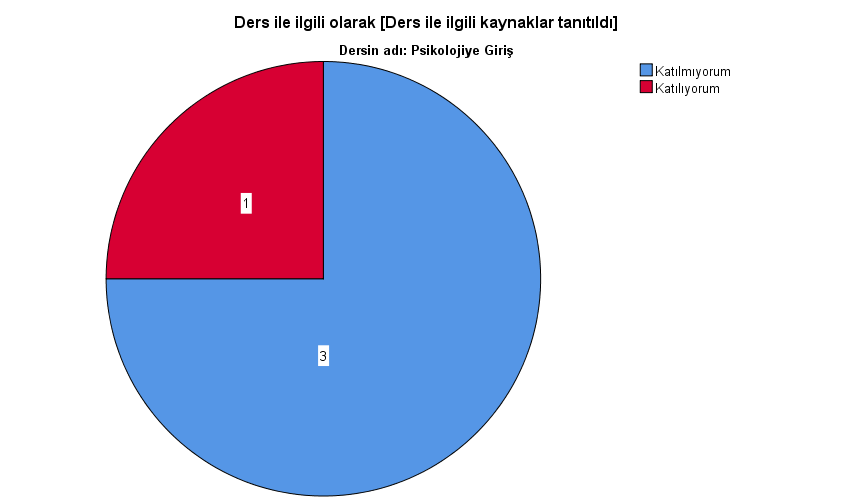 Ders ile ilgili olarak [Ders ile ilgili kaynaklar tanıtıldı]
Dersin adı: Psikolojiye Giriş
Katılmıyorum
Katılıyorum
1
3